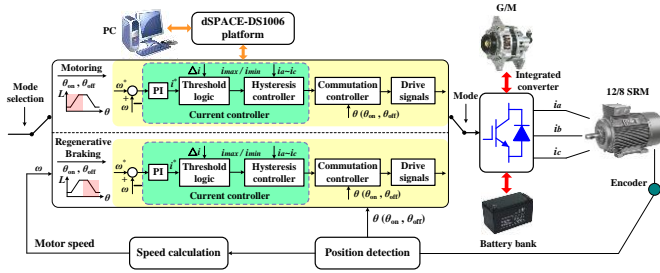 G/M
PC
dSPACE-DS1006
platform
Motoring
θon , θoff
L
θ
ω*
+
-
ω
PI
i*
Δi
imax / imin
ia~ic
Threshold
logic
Hysteresis
controller
Current controller
Commutation
controller
θ (θon , θoff)
Drive
signals
Mode
selection
Mode
Integrated
converter
12/8 SRM
ia
ib
ic
Regenerative
Braking
θon , θoff
L
θ
ω
ω*
+
-
ω
PI
i*
Δi
imax / imin
ia~ic
Threshold
logic
Hysteresis
controller
Current controller
Commutation
controller
θ (θon , θoff)
Drive
signals
Encoder
Battery bank
θ (θon , θoff)
Motor speed
Speed calculation
Position detection